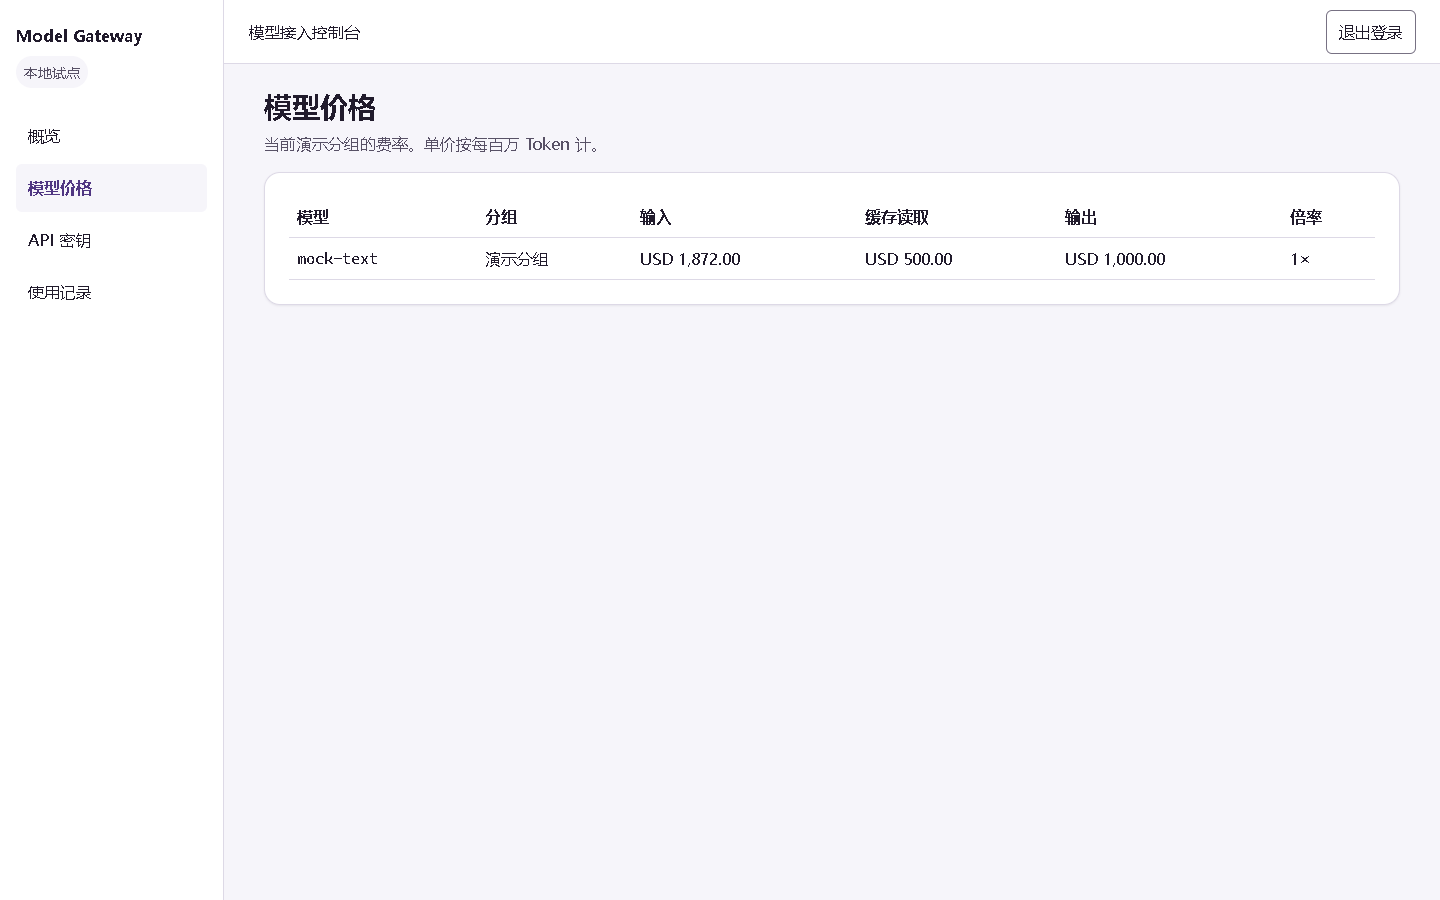 Model Gateway
本地试点
概览
模型价格
API 密钥
使用记录
模型接入控制台
退出登录
模型价格
当前演示分组的费率。单价按每百万 Token 计。
模型 分组 输入 缓存读取 输出 倍率
mock-text 演示分组 USD 1,872.00 USD 500.00 USD 1,000.00 1×